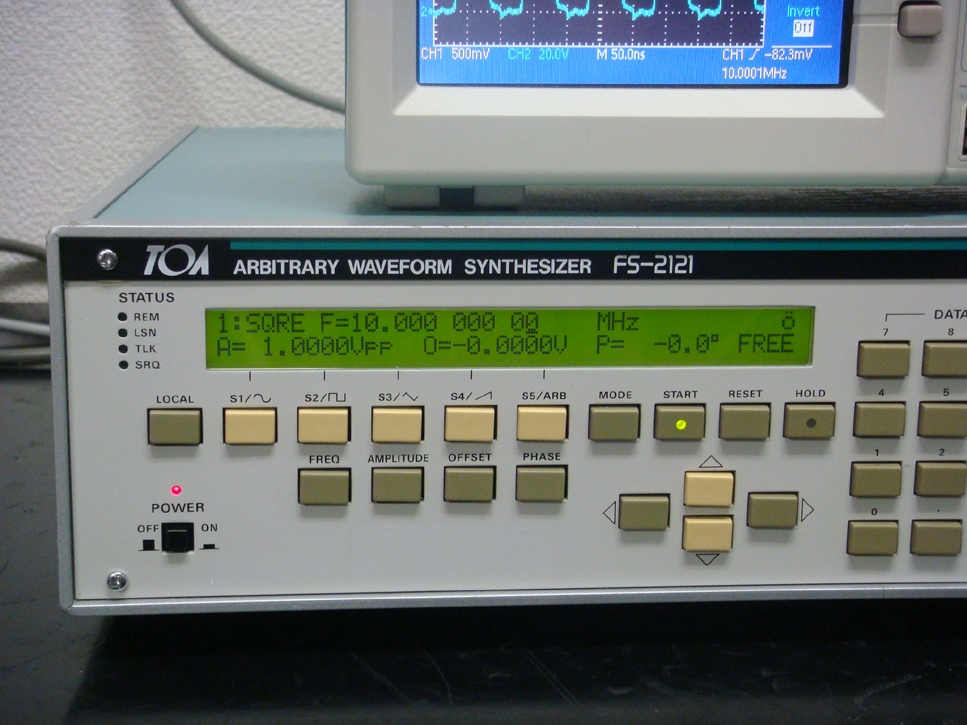 2→
Invert
Off
CH1 500mV CH2 20.0V M 50.0ns CH1 ƒ -82.3mV
10.0001MHz
TOA ARBITRARY WAVEFORM SYNTHESIZER FS-2121
STATUS
REM
LSN
TLK
SRQ
1:SQRE F=10.000 000 00 MHz ö
A= 1.0000Vpp O=-0.0000V P= -0.0° FREE
DATA
7 8
LOCAL S1/ S2/ S3/ S4/ S5/ARB MODE START RESET HOLD 4 5
FREQ AMPLITUDE OFFSET PHASE 1 2
POWER
OFF ON
0 .